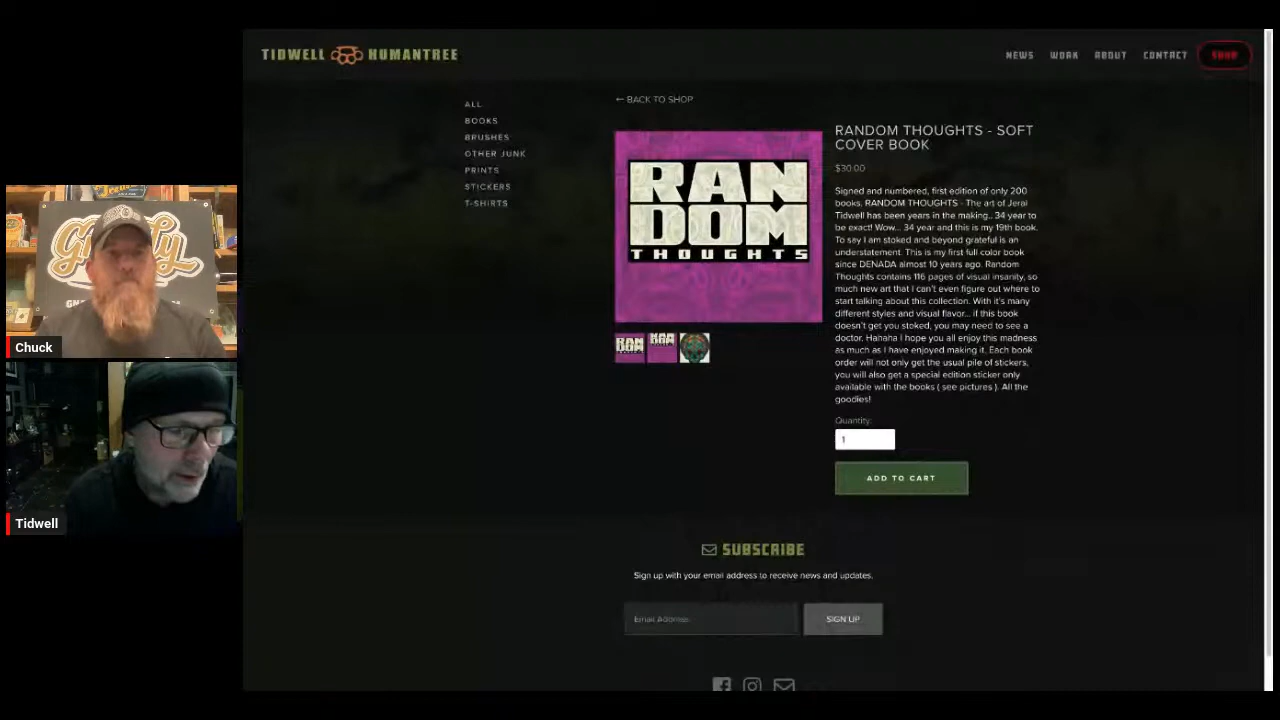 TIDWELL HUMANTREE
NEWS WORK ABOUT CONTACT SHOP
← BACK TO SHOP
ALL
BOOKS
BRUSHES
OTHER JUNK
PRINTS
STICKERS
T-SHIRTS
RAN
DOM
THOUGHTS
RANDOM THOUGHTS - SOFT
COVER BOOK
$30.00
Signed and numbered, first edition of only 200
books, RANDOM THOUGHTS - The art of Jerai
Tidwell has been years in the making.. 34 year to
be exact! Wow... 34 year and this is my 19th book.
To say I am stoked and beyond grateful is an
understatement. This is my first full color book
since DENADA almost 10 years ago. Random
Thoughts contains 116 pages of visual insanity, so
much new art that I can't even figure out where to
start talking about this collection. With it's many
different styles and visual flavor... if this book
doesn't get you stoked, you may need to see a
doctor. Hahaha I hope you all enjoy this madness
as much as I have enjoyed making it. Each book
order will not only get the usual pile of stickers,
you will also get a special edition sticker only
available with the books ( see pictures ). All the
goodies!
Quantity:
1
ADD TO CART
RAN
DOM
SUBSCRIBE
Sign up with your email address to receive news and updates.
Email Address
SIGN UP
Chuck
Tidwell